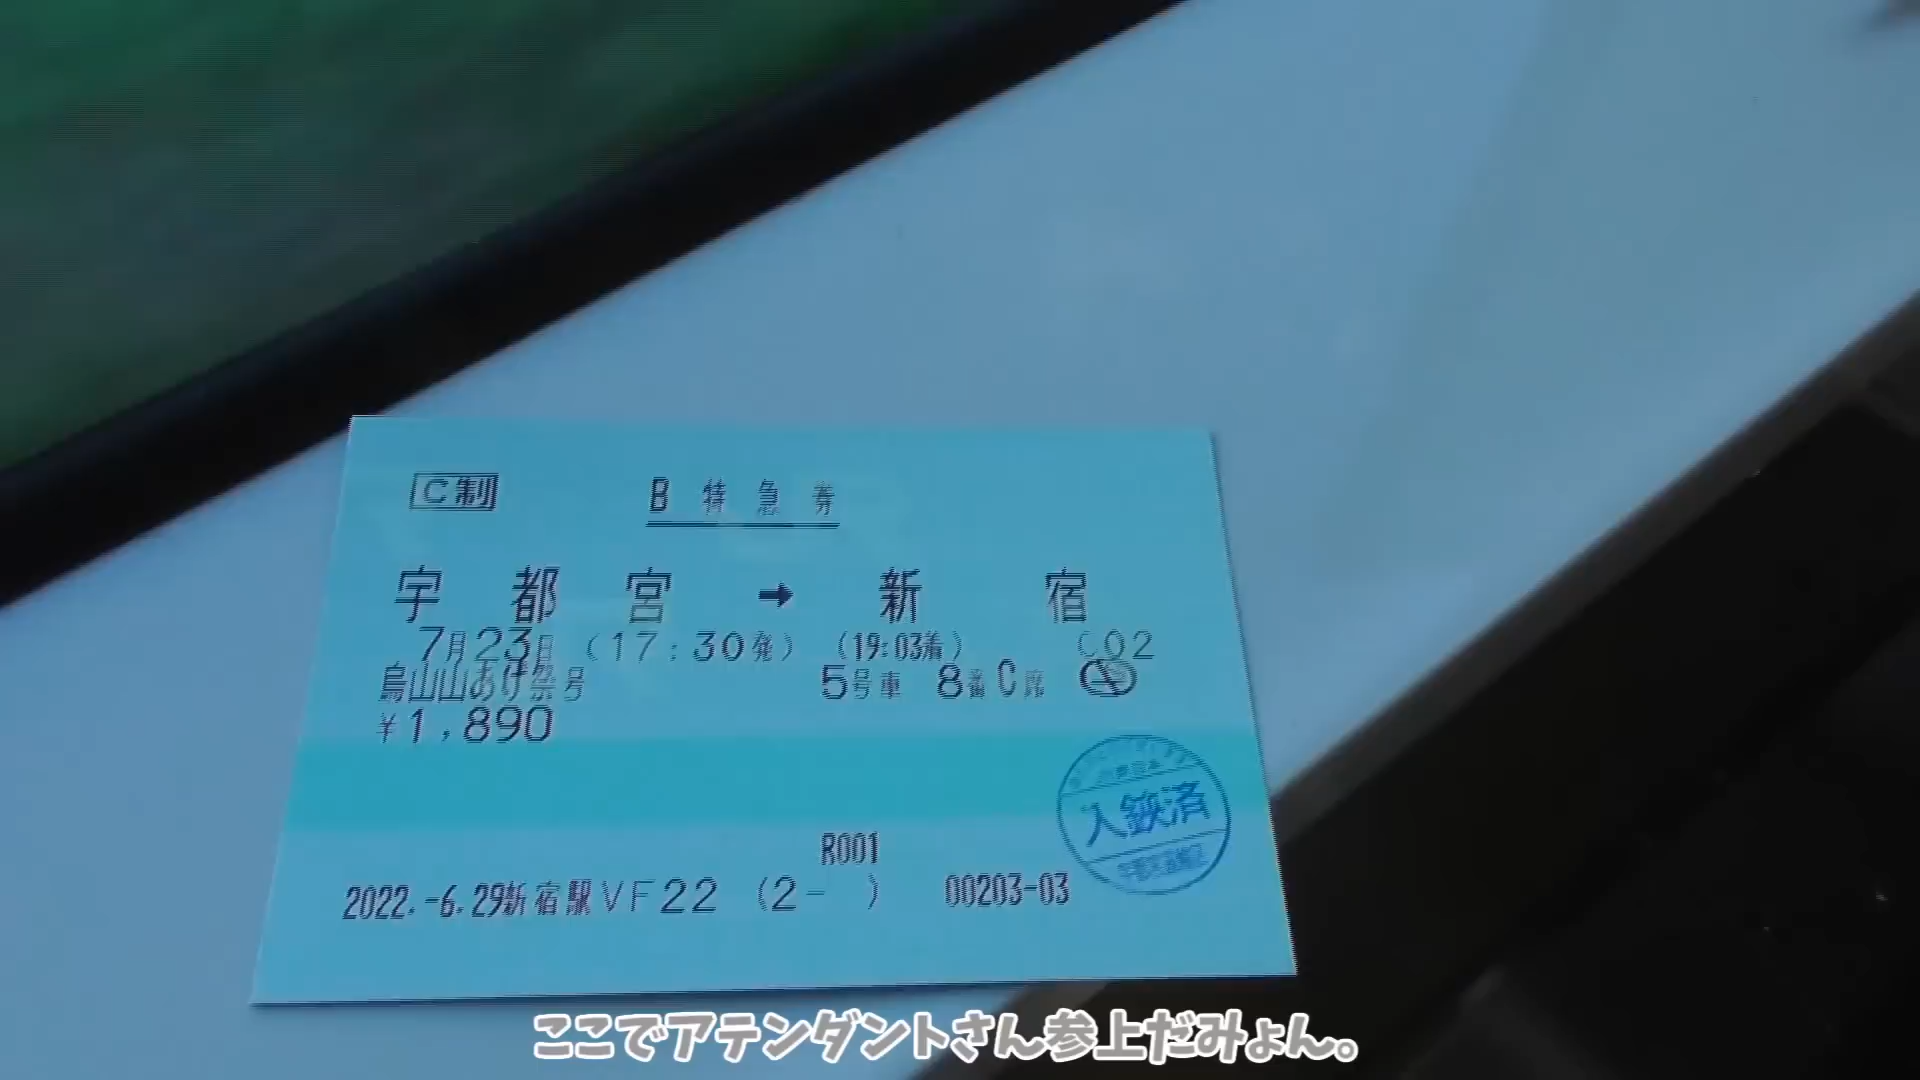 C制
B特急券
宇都宮→新宿
7月23日(17:30発) (19:03着) C02
烏山山あげ祭号 5号車 8番C席
¥1,890
入鋏済
R001
2022.-6.29新宿駅VF22 (2- ) 00203-03
ここでアテンダントさん参上だみょん。